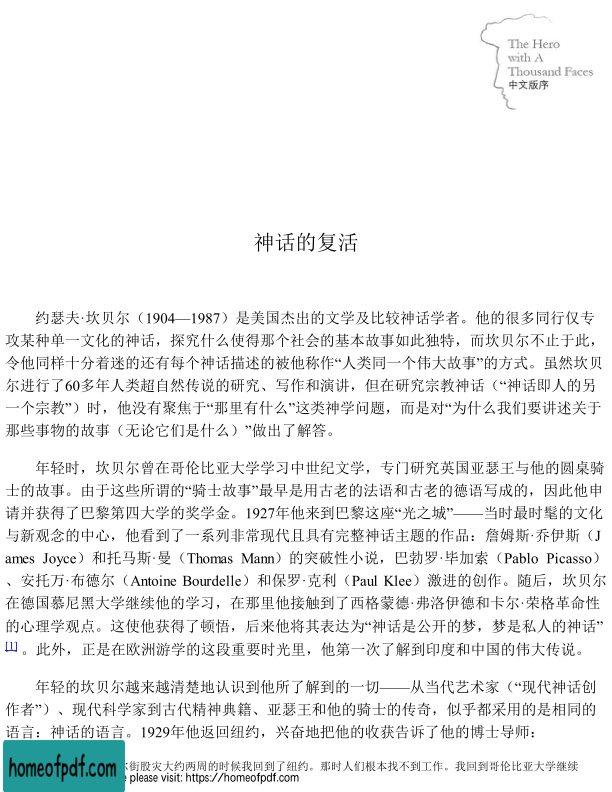 The Hero
with A
Thousand Faces
中文版序
神话的复活
约瑟夫·坎贝尔（1904—1987）是美国杰出的文学及比较神话学者。他的很多同行仅专
攻某种单一文化的神话，探究什么使得那个社会的基本故事如此独特，而坎贝尔不止于此，
令他同样十分着迷的还有每个神话描述的被他称作“人类同一个伟大故事”的方式。虽然坎贝
尔进行了60多年人类超自然传说的研究、写作和演讲，但在研究宗教神话（“神话即人的另
一个宗教”）时，他没有聚焦于“那里有什么”这类神学问题，而是对“为什么我们要讲述关于
那些事物的故事（无论它们是什么）”做出了解答。
年轻时，坎贝尔曾在哥伦比亚大学学习中世纪文学，专门研究英国亚瑟王与他的圆桌骑
士的故事。由于这些所谓的“骑士故事”最早是用古老的法语和古老的德语写成的，因此他申
请并获得了巴黎第四大学的奖学金。1927年他来到巴黎这座“光之城”——当时最时髦的文化
与新观念的中心，他看到了一系列非常现代且具有完整神话主题的作品：詹姆斯·乔伊斯（J
ames Joyce）和托马斯·曼（Thomas Mann）的突破性小说，巴勃罗·毕加索（Pablo Picasso）
、安托万·布德尔（Antoine Bourdelle）和保罗·克利（Paul Klee）激进的创作。随后，坎贝尔
在德国慕尼黑大学继续他的学习，在那里他接触到了西格蒙德·弗洛伊德和卡尔·荣格革命性
的心理学观点。这使他获得了顿悟，后来他将其表达为“神话是公开的梦，梦是私人的神话”
[1] 。此外，正是在欧洲游学的这段重要时光里，他第一次了解到印度和中国的伟大传说。
年轻的坎贝尔越来越清楚地认识到他所了解到的一切——从当代艺术家（“现代神话创
作者”）、现代科学家到古代精神典籍、亚瑟王和他的骑士的传奇，似乎都采用的是相同的
语言：神话的语言。1929年他返回纽约，兴奋地把他的收获告诉了他的博士导师：
尔街股灾大约两周的时候我回到了纽约。那时人们根本找不到工作。我回到哥伦比亚大学继续
homeofpdf.com
please visit: https://homeofpdf.com